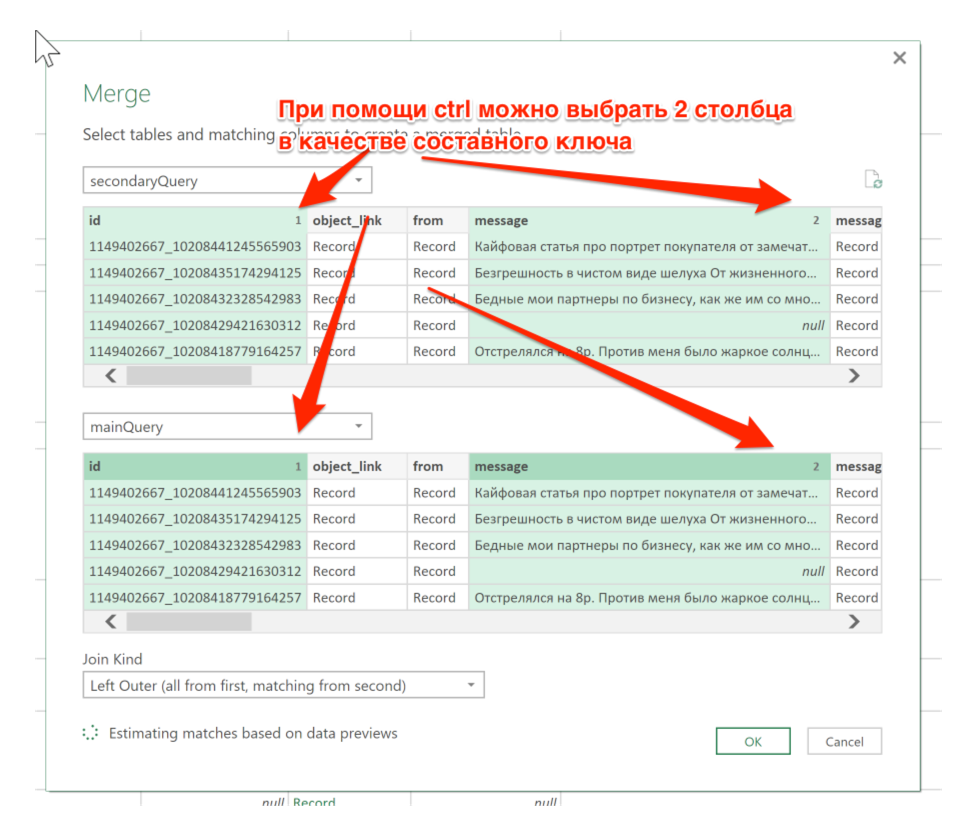 Merge
При помощи ctrl можно выбрать 2 столбца
Select tables and matching columns to create a merged table
в качестве составного ключа
secondaryQuery
id 1 object_link from message 2 messag
1149402667_10208441245565903 Record Record Кайфовая статья про портрет покупателя от замечат... Record
1149402667_10208435174294125 Record Record Безгрешность в чистом виде шелуха От жизненного... Record
1149402667_10208432328542983 Record Record Бедные мои партнеры по бизнесу, как же им со мно... Record
1149402667_10208429421630312 Record Record null Record
1149402667_10208418779164257 Record Record Отстрелялся на 8р. Против меня было жаркое солнц... Record
mainQuery
id 1 object_link from message 2 messag
1149402667_10208441245565903 Record Record Кайфовая статья про портрет покупателя от замечат... Record
1149402667_10208435174294125 Record Record Безгрешность в чистом виде шелуха От жизненного... Record
1149402667_10208432328542983 Record Record Бедные мои партнеры по бизнесу, как же им со мно... Record
1149402667_10208429421630312 Record Record null Record
1149402667_10208418779164257 Record Record Отстрелялся на 8р. Против меня было жаркое солнц... Record
Join Kind
Left Outer (all from first, matching from second)
Estimating matches based on data previews
OK Cancel
null Record null